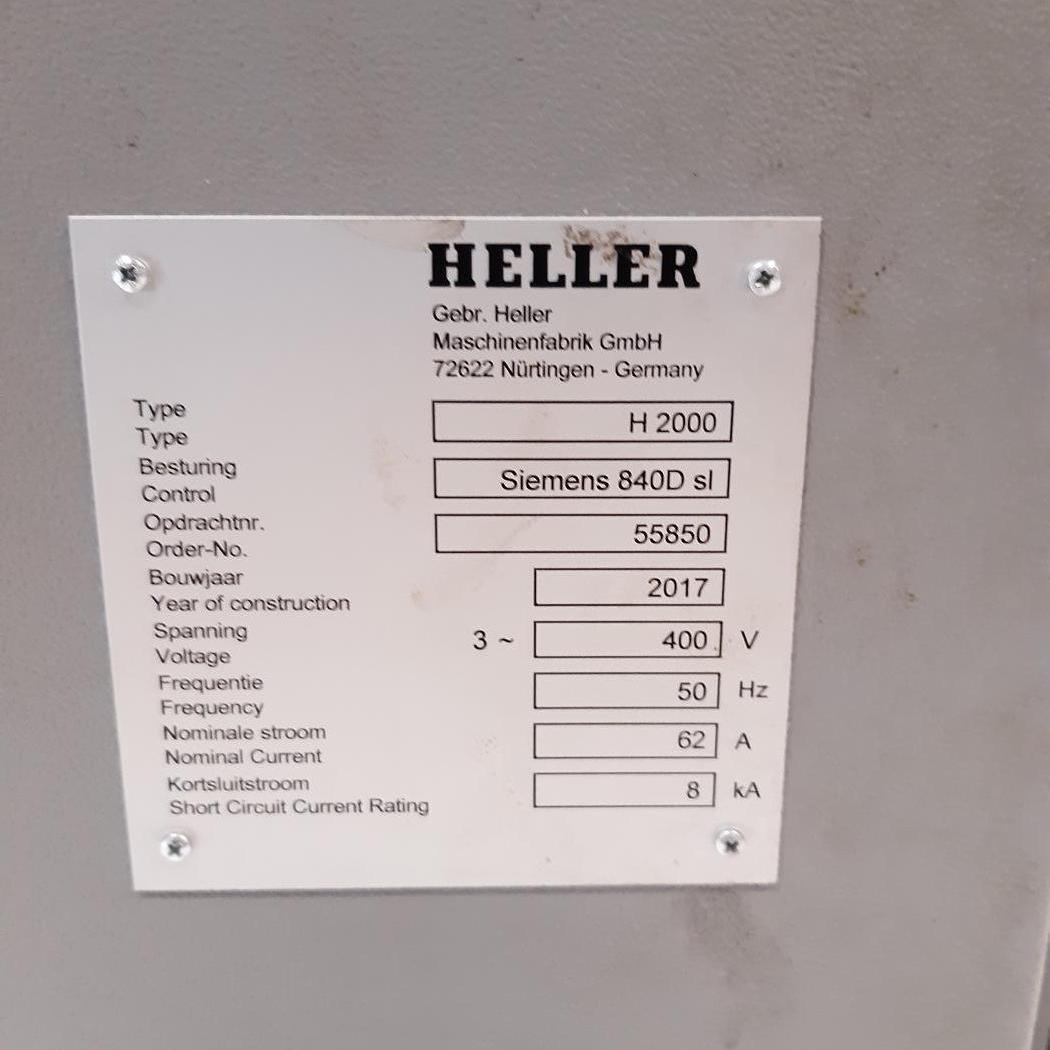 HELLER
Gebr. Heller
Maschinenfabrik GmbH
72622 Nürtingen - Germany
Type H 2000
Type
Besturing Siemens 840D sl
Control
Opdrachtnr. 55850
Order-No.
Bouwjaar 2017
Year of construction
Spanning 3 ~ 400 V
Voltage
Frequentie 50 Hz
Frequency
Nominale stroom 62 A
Nominal Current
Kortsluitstroom 8 kA
Short Circuit Current Rating